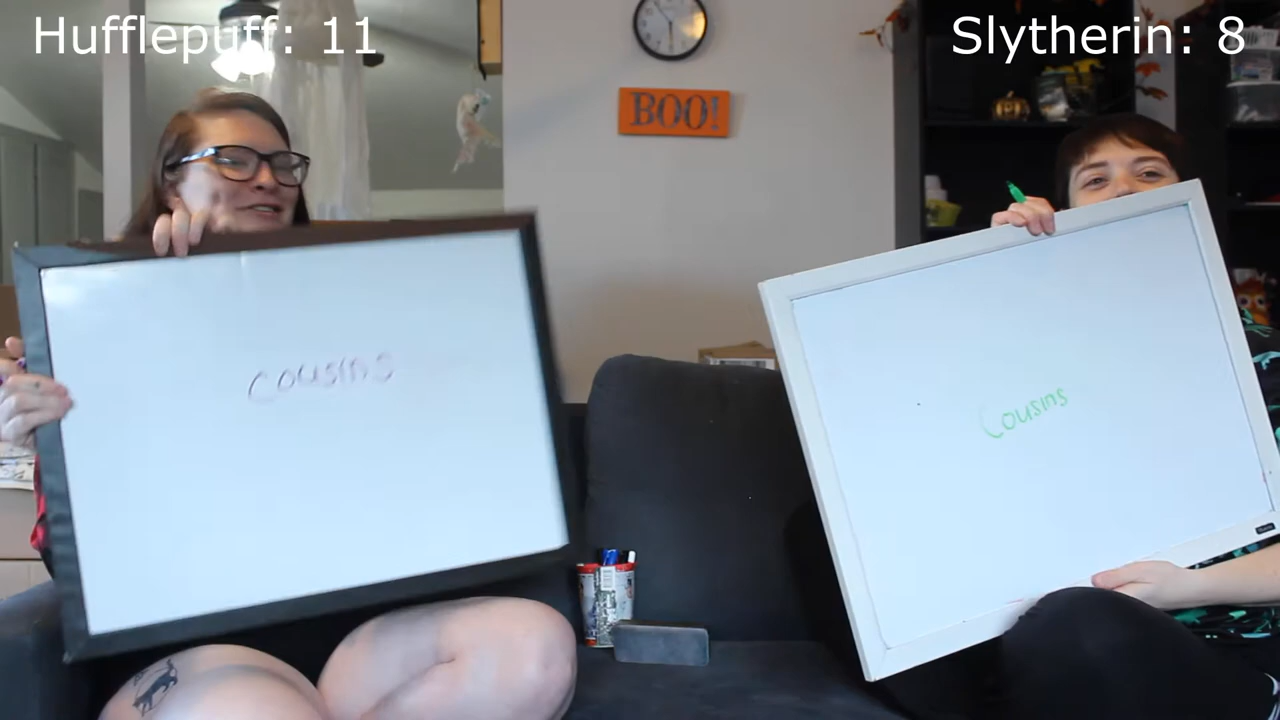 Hufflepuff: 11
Slytherin: 8
BOO!
cousins
Cousins